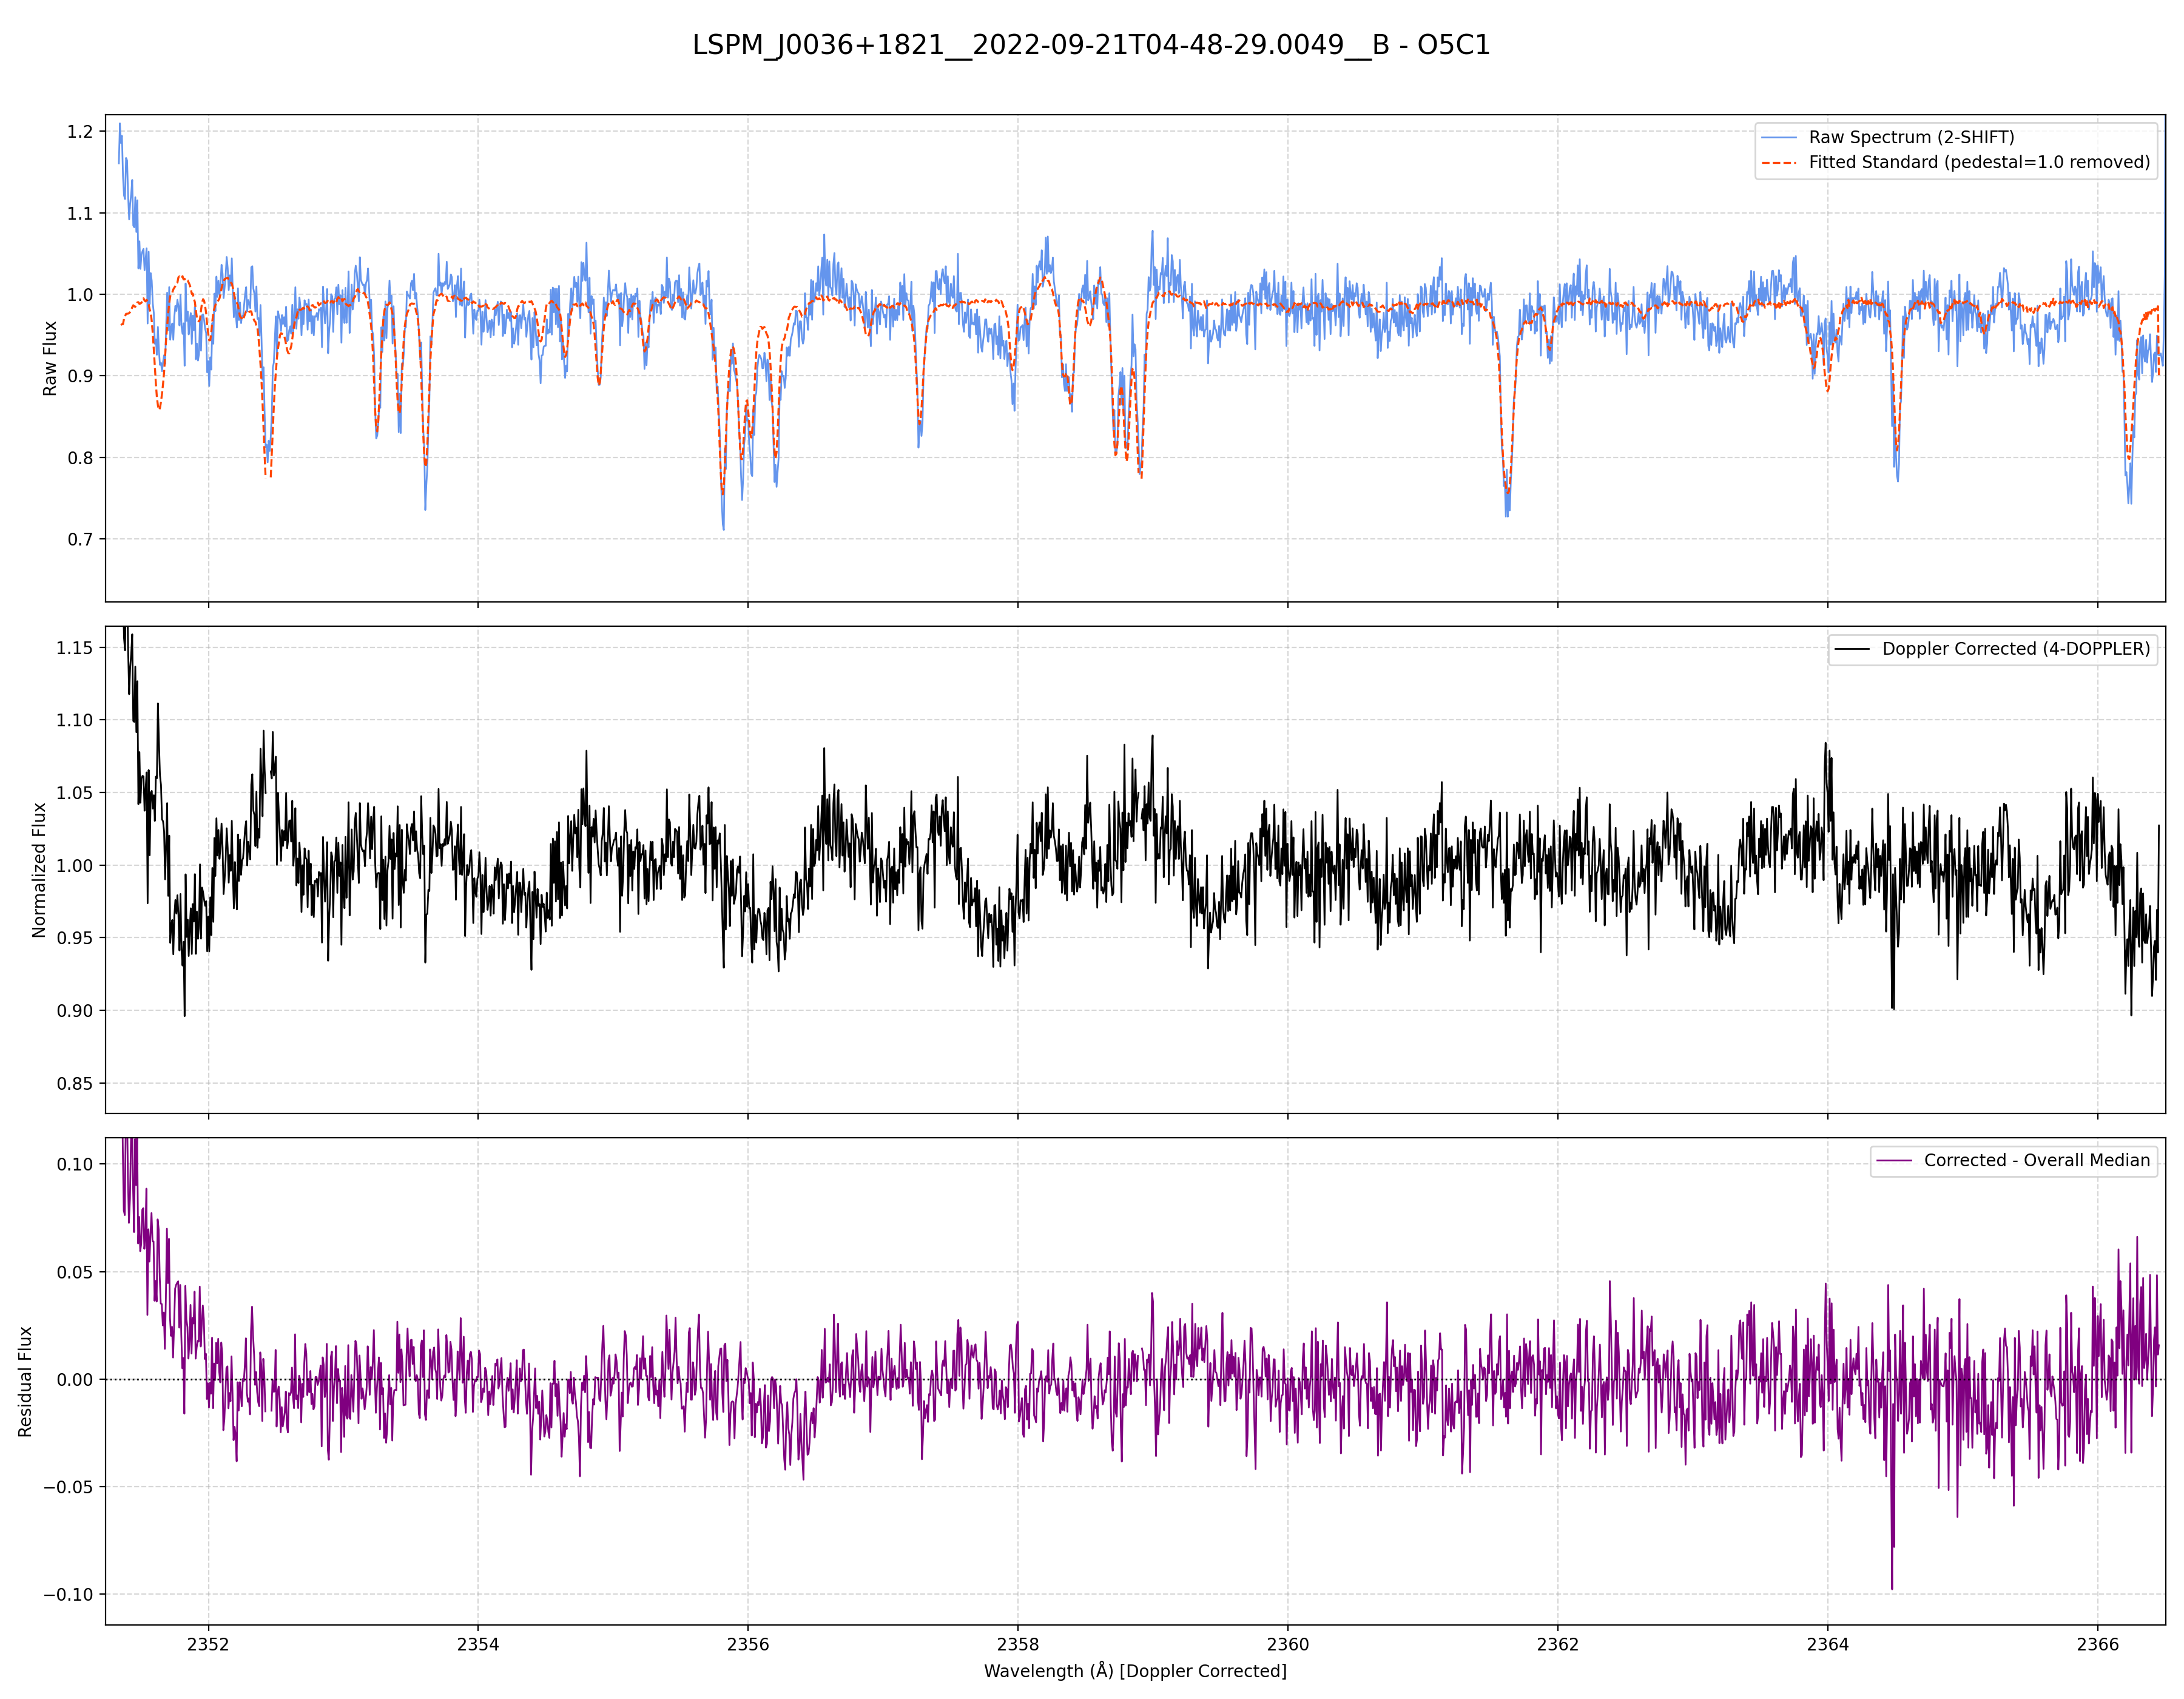 LSPM_J0036+1821__2022-09-21T04-48-29.0049__B - O5C1
Raw Flux
1.2
1.1
1.0
0.9
0.8
0.7
Raw Spectrum (2-SHIFT)
Fitted Standard (pedestal=1.0 removed)
Normalized Flux
1.15
1.10
1.05
1.00
0.95
0.90
0.85
Doppler Corrected (4-DOPPLER)
Residual Flux
0.10
0.05
0.00
−0.05
−0.10
Corrected - Overall Median
2352 2354 2356 2358 2360 2362 2364 2366
Wavelength (Å) [Doppler Corrected]